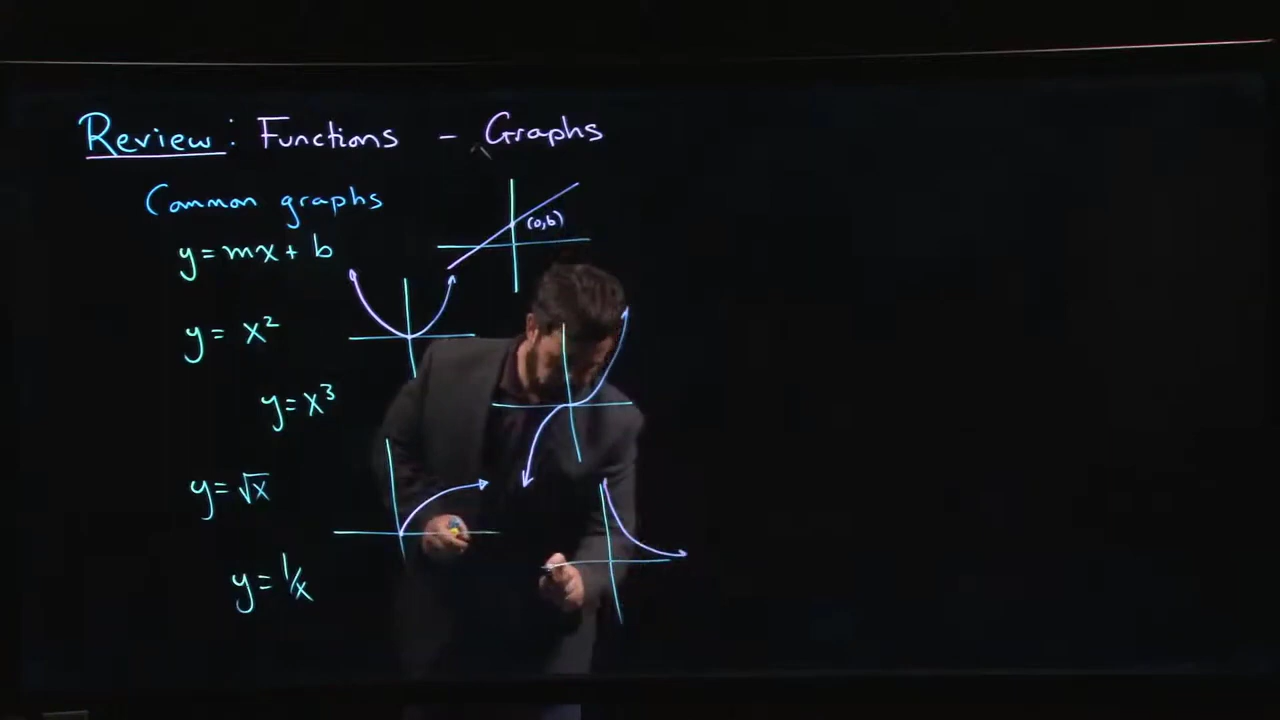 Review: Functions - Graphs
Common graphs
(0,b)
y = mx + b
y = x²
y = x³
y = √x
y = 1/x